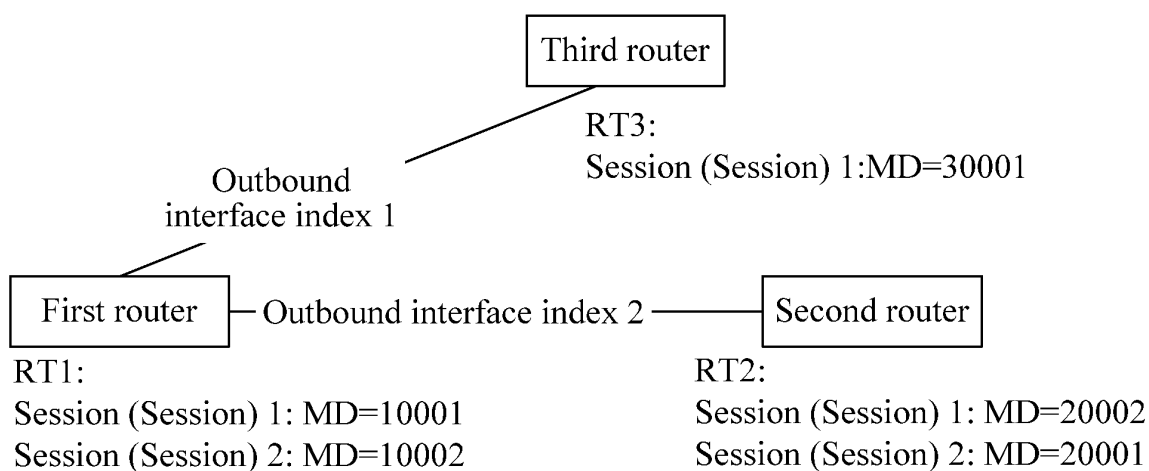 Third router
RT3:
Session (Session) 1:MD=30001
Outbound
interface index 1
First router
Outbound interface index 2
Second router
RT1:
Session (Session) 1: MD=10001
Session (Session) 2: MD=10002
RT2:
Session (Session) 1: MD=20002
Session (Session) 2: MD=20001